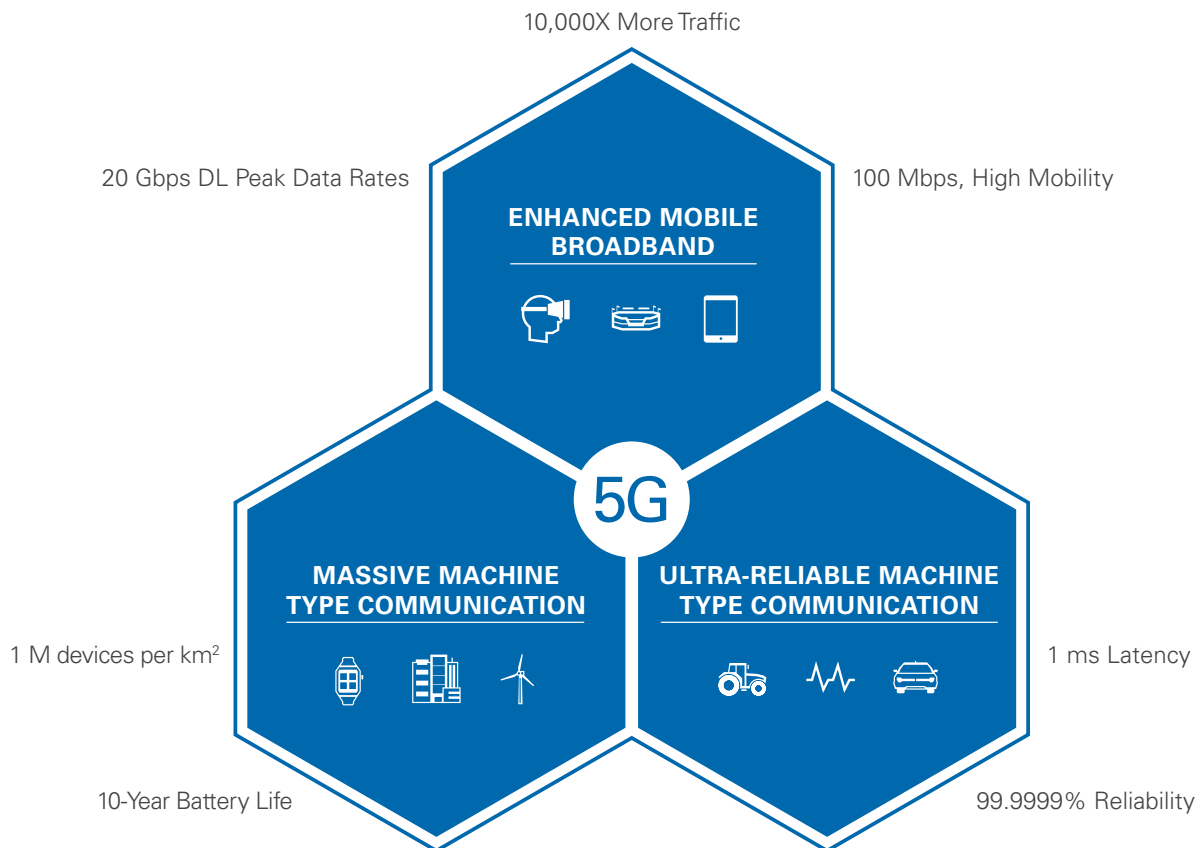 10,000X More Traffic
20 Gbps DL Peak Data Rates
100 Mbps, High Mobility
ENHANCED MOBILE
BROADBAND
5G
MASSIVE MACHINE
TYPE COMMUNICATION
ULTRA-RELIABLE MACHINE
TYPE COMMUNICATION
1 M devices per km²
1 ms Latency
10-Year Battery Life
99.9999% Reliability